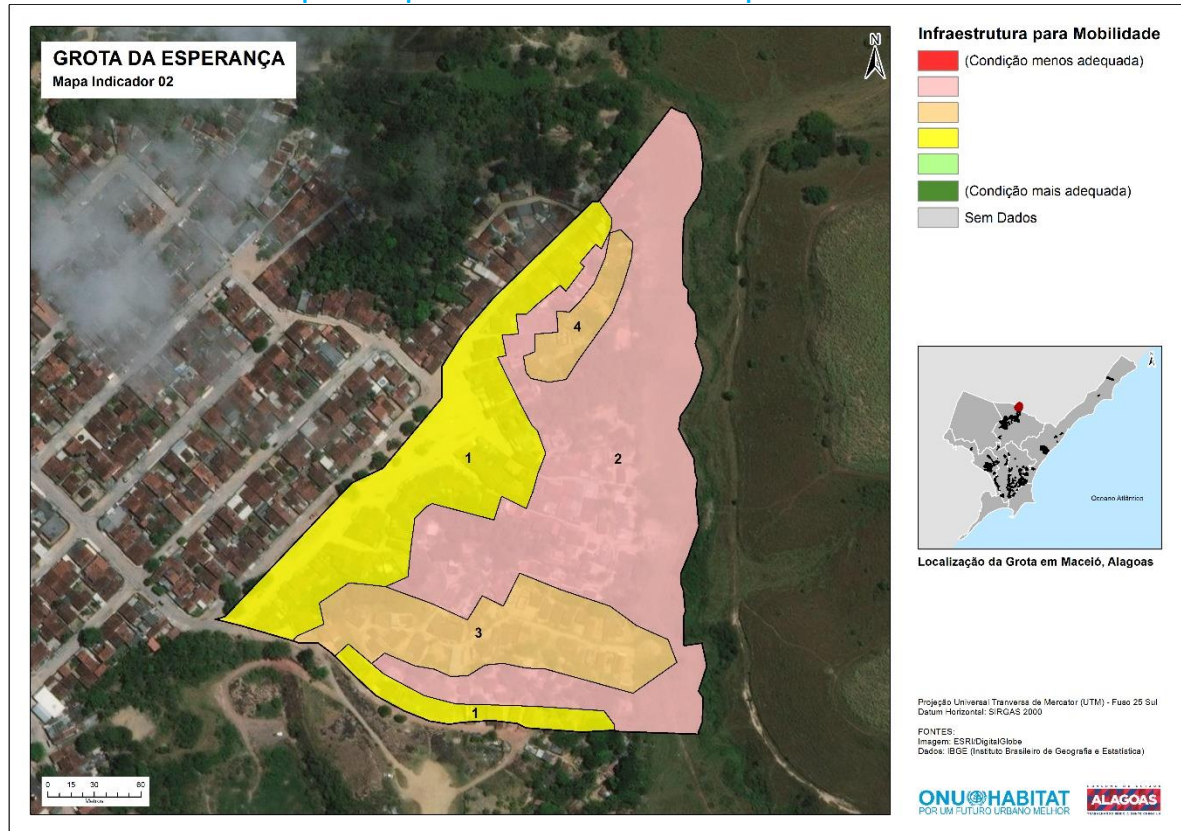 GROTA DA ESPERANÇA
Mapa Indicador 02
N
1
2
3
4
1
0 15 30 60
Metros
Infraestrutura para Mobilidade
(Condição menos adequada)
(Condição mais adequada)
Sem Dados
N
Oceano Atlântico
Localização da Grota em Maceió, Alagoas
Projeção Universal Tranversa de Mercator (UTM) - Fuso 25 Sul
Datum Horizontal: SIRGAS 2000
FONTES:
Imagem: ESRI/DigitalGlobe
Dados: IBGE (Instituto Brasileiro de Geografia e Estatística)
ONU HABITAT
POR UM FUTURO URBANO MELHOR
ALAGOAS